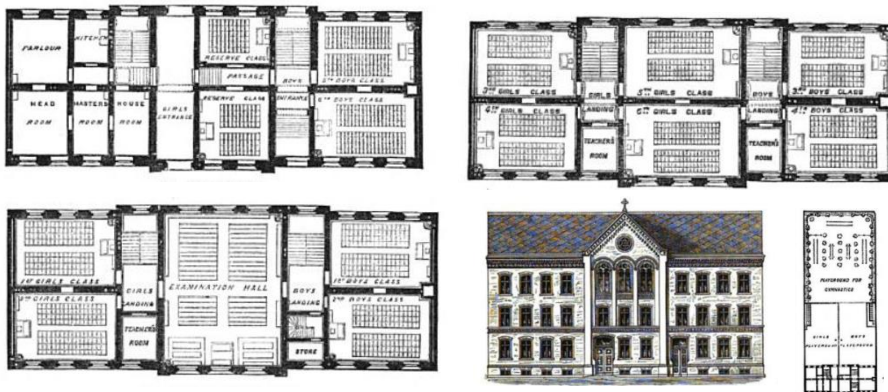 PARLOUR
KITCHEN
RESERVE CLASS
PASSAGE
BOYS
5TH BOYS CLASS
HEAD
ROOM
MASTERS
ROOM
HOUSE
ROOM
GIRLS
ENTRANCE
RESERVE CLASS
ENTRANCE
6TH BOYS CLASS
3RD GIRLS CLASS
GIRLS
LANDING
5TH GIRLS CLASS
BOYS
LANDING
3RD BOYS CLASS
4TH GIRLS CLASS
TEACHER'S
ROOM
6TH GIRLS CLASS
TEACHER'S
ROOM
4TH BOYS CLASS
1ST GIRLS CLASS
GIRLS
LANDING
EXAMINATION HALL
BOYS
LANDING
1ST BOYS CLASS
2ND GIRLS CLASS
TEACHER'S
ROOM
2ND BOYS CLASS
STORE
PLAYGROUND FOR
GYMNASTICS
GIRLS
PLAYGROUND
BOYS
PLAYGROUND